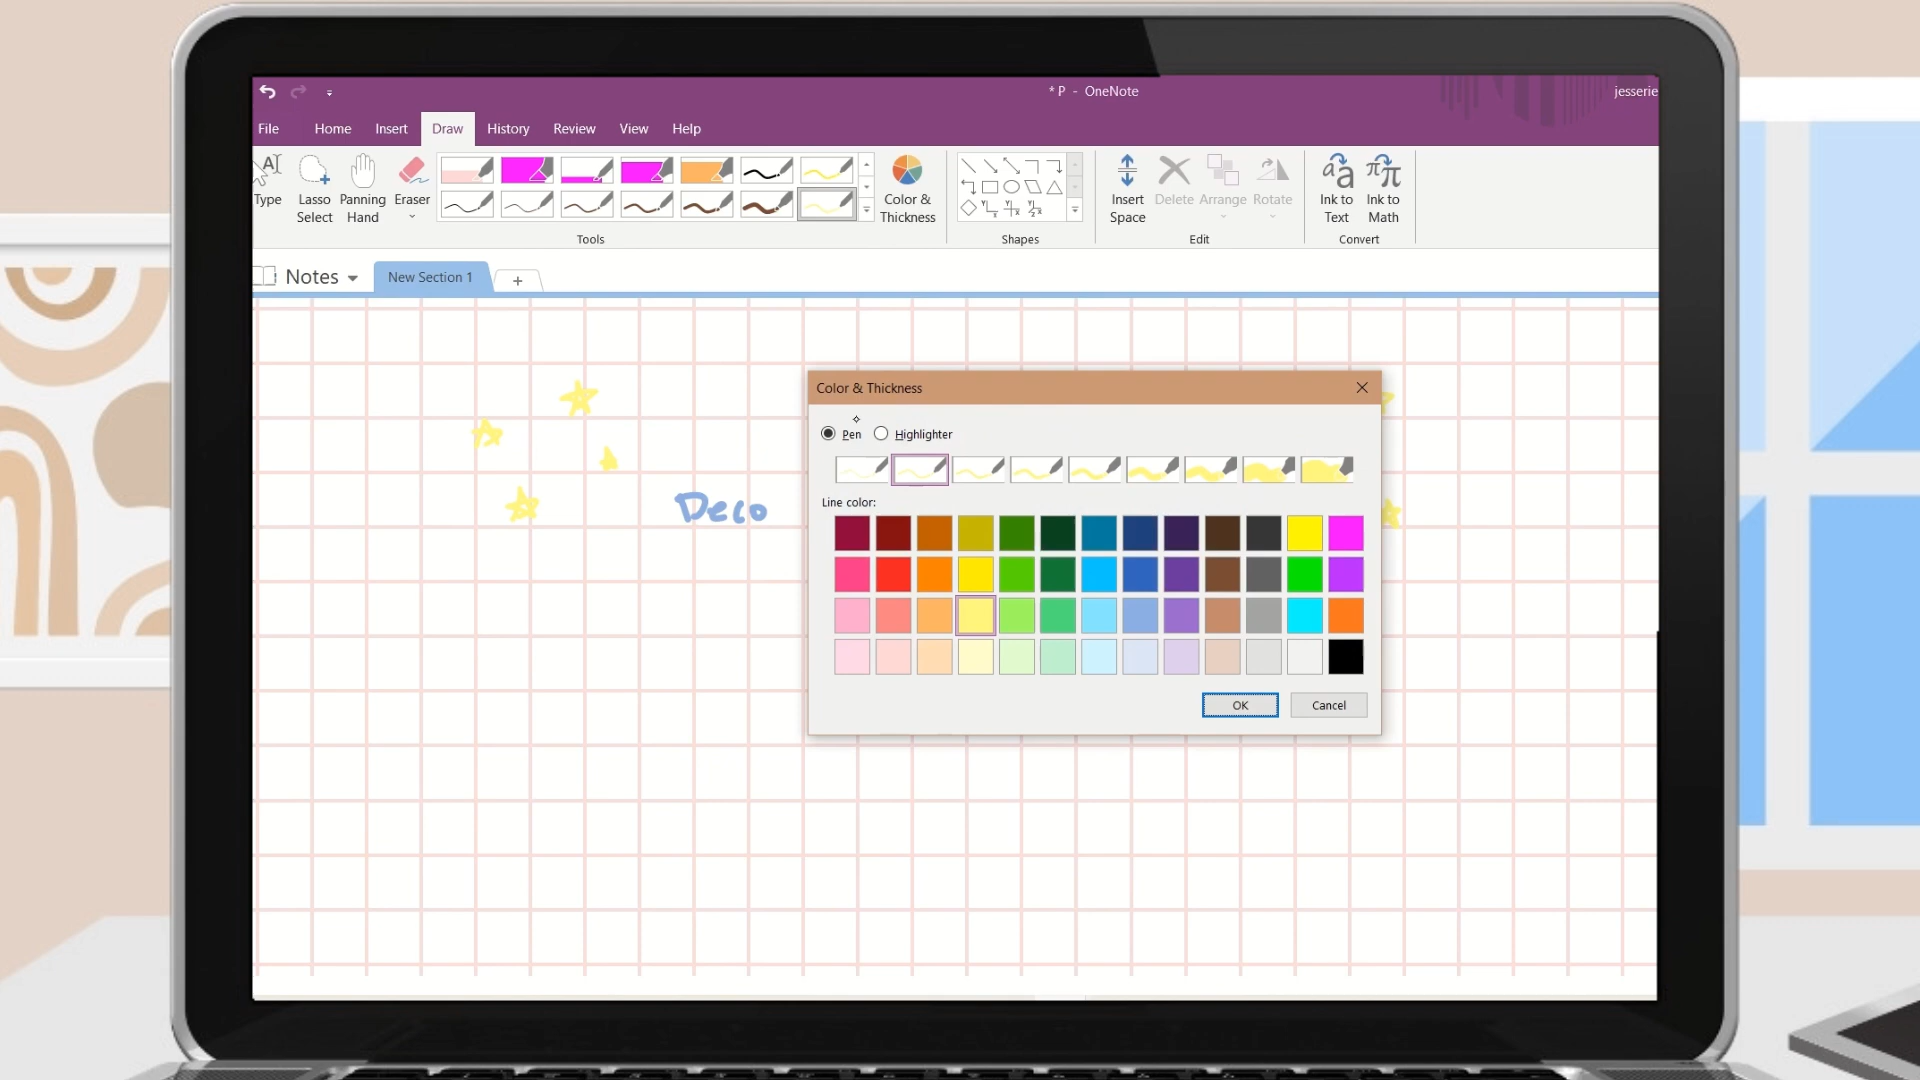 * P - OneNote
jesserie
File Home Insert Draw History Review View Help
Type
Lasso Select
Panning Hand
Eraser
Color & Thickness
Insert Space
Delete
Arrange
Rotate
Ink to Text
Ink to Math
Tools
Shapes
Edit
Convert
Notes
New Section 1
+
Color & Thickness
Pen Highlighter
Line color:
OK Cancel
Deco